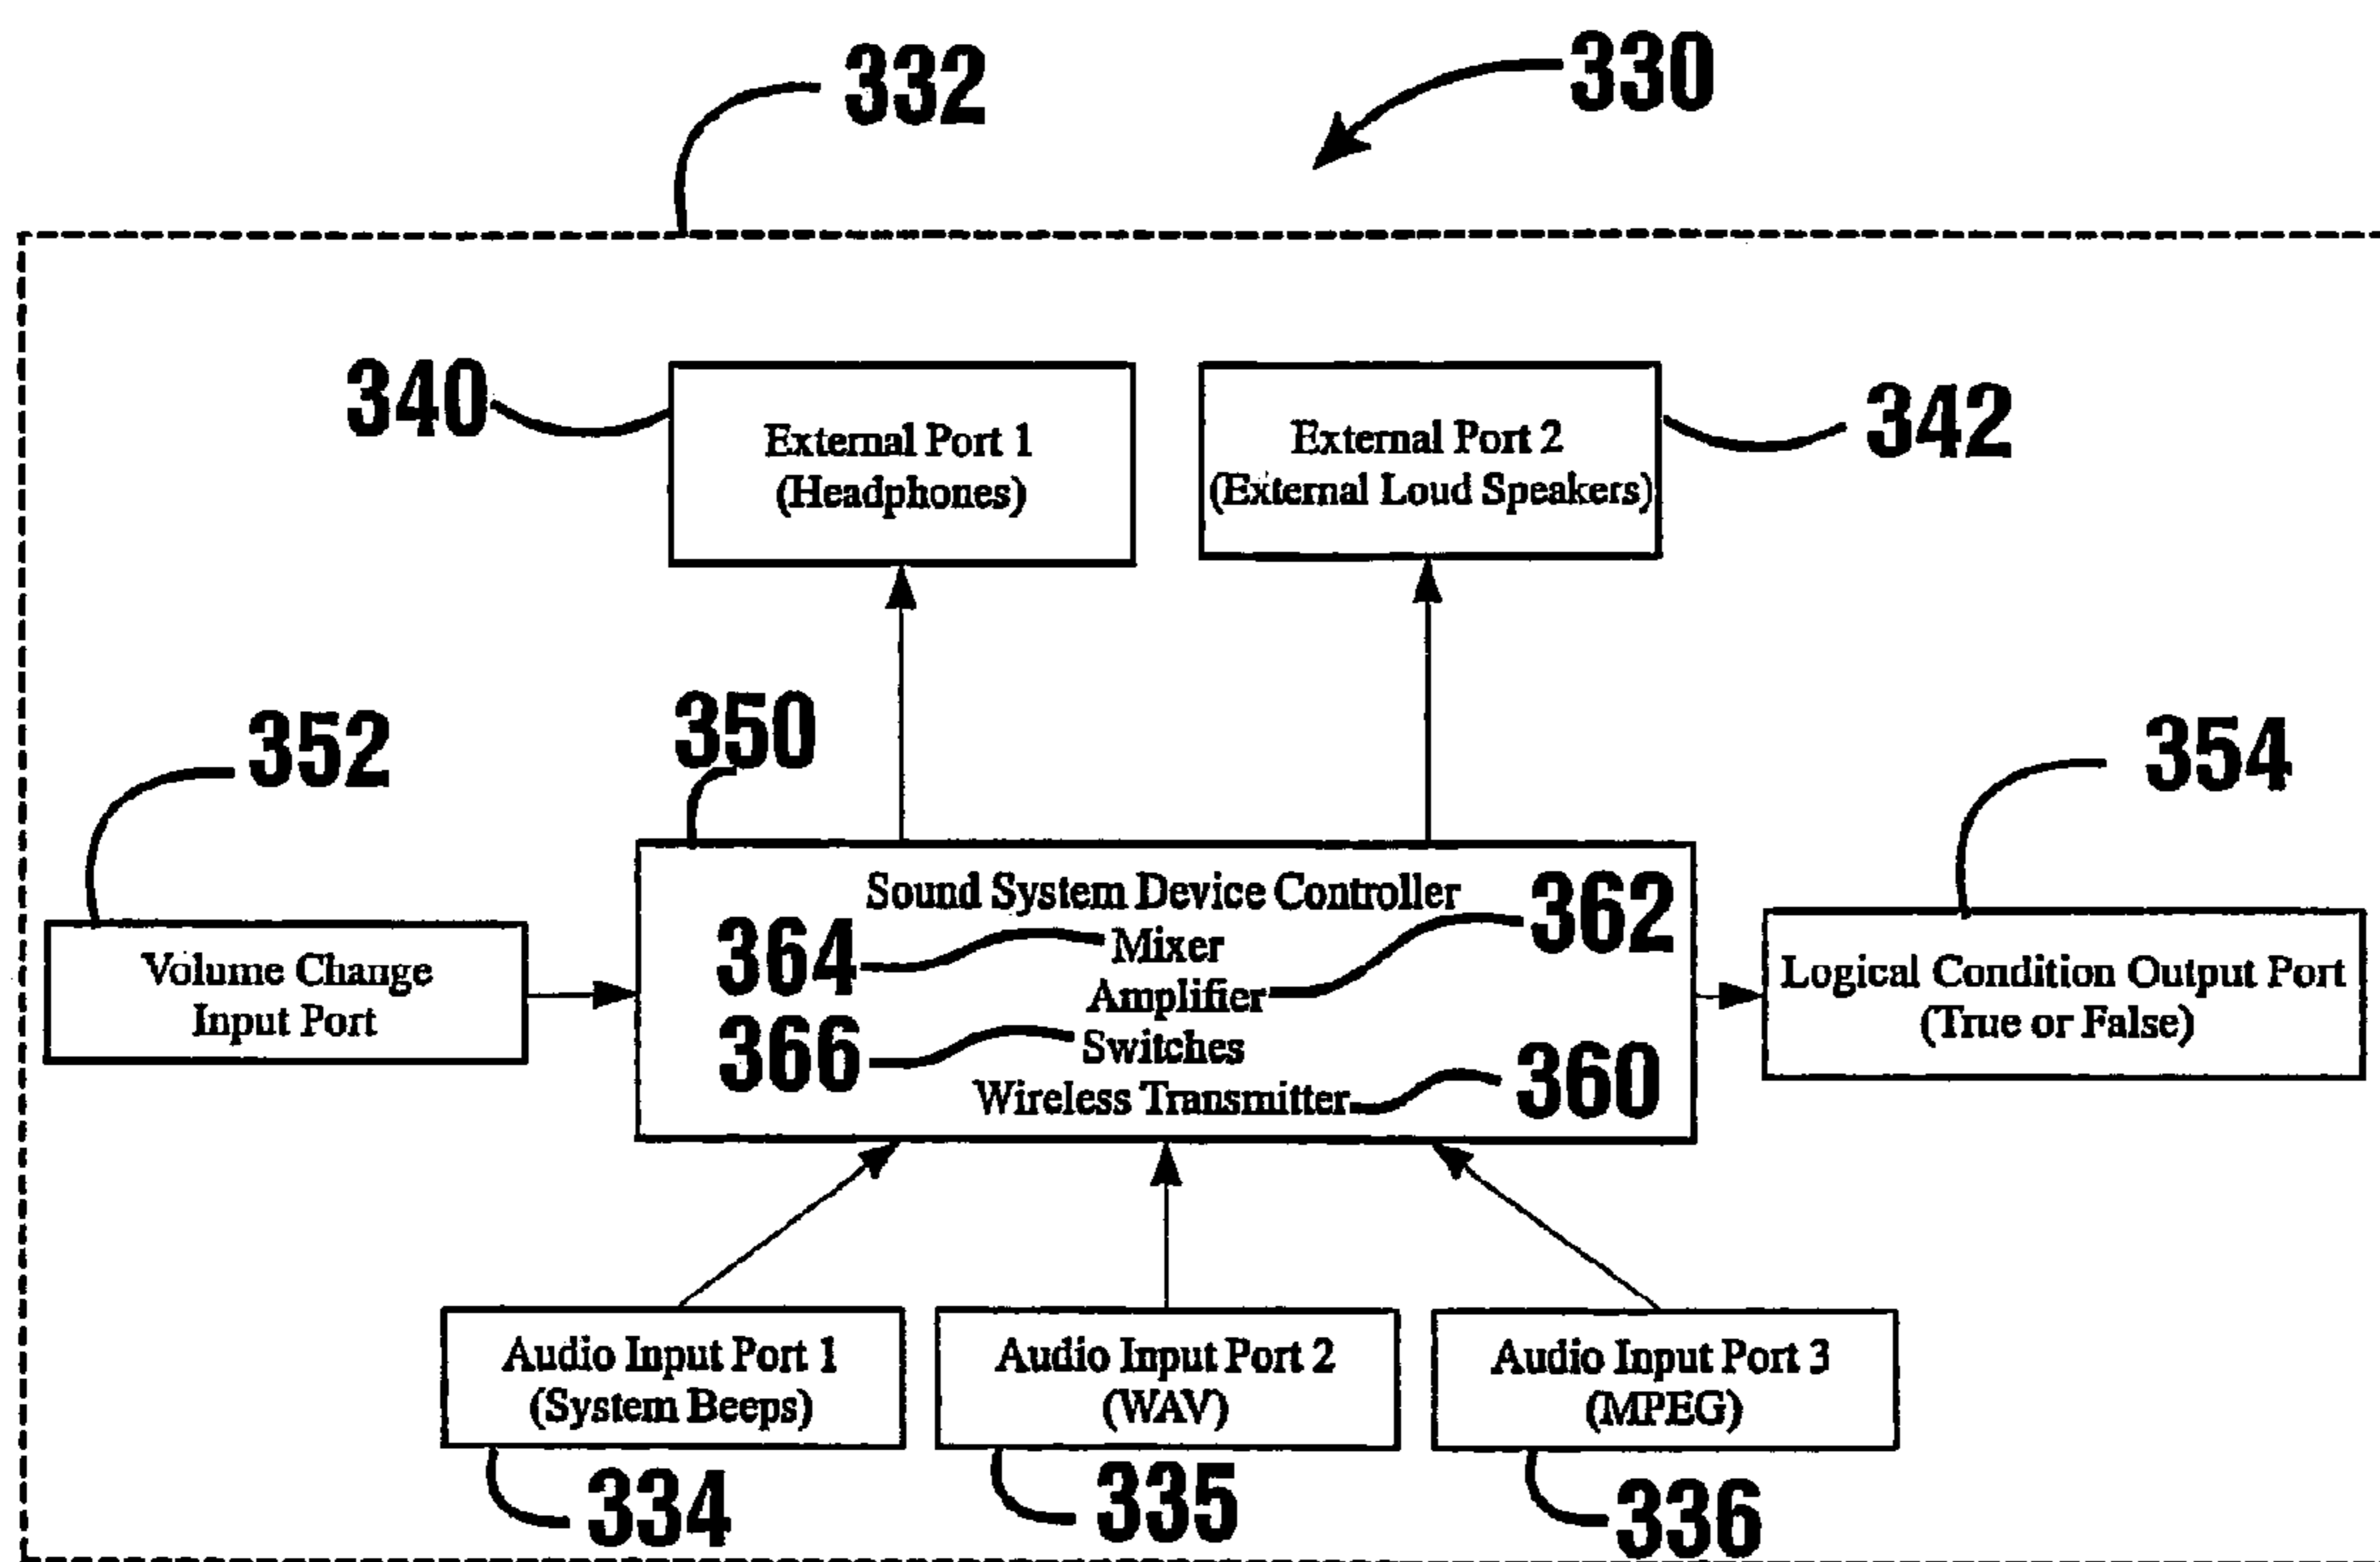 332
330
340
External Port 1
(Headphones)
External Port 2
(External Loud Speakers)
342
352
350
354
Volume Change
Input Port
Sound System Device Controller
362
364
Mixer
Amplifier
366
Switches
Wireless Transmitter
360
Logical Condition Output Port
(True or False)
Audio Input Port 1
(System Beeps)
Audio Input Port 2
(WAV)
Audio Input Port 3
(MPEG)
334
335
336